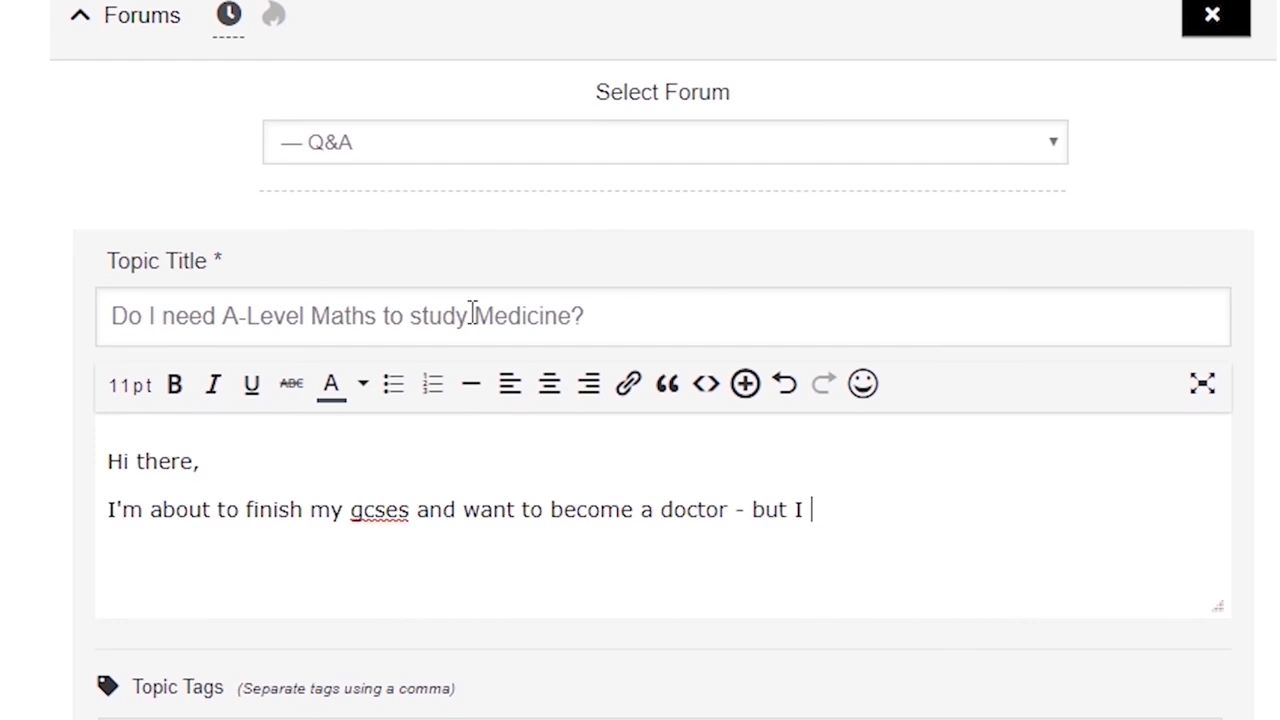 Forums
Select Forum
— Q&A
Topic Title *
Do I need A-Level Maths to study Medicine?
11pt B I U ABC A
Hi there,
I'm about to finish my gcses and want to become a doctor - but I
Topic Tags (Separate tags using a comma)